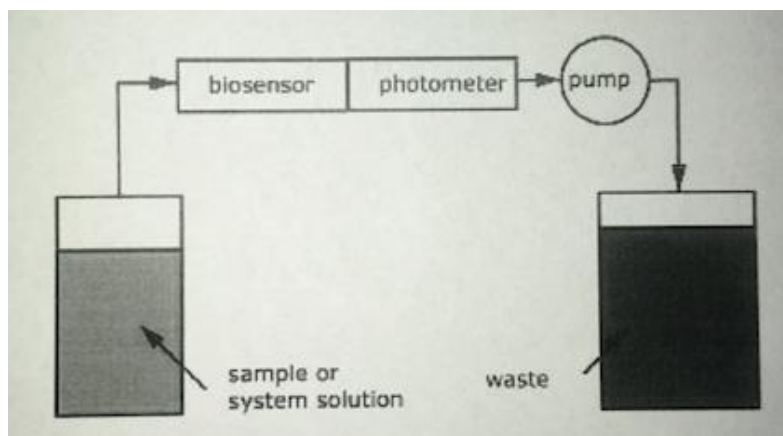 biosensor
photometer
pump
sample or
system solution
waste